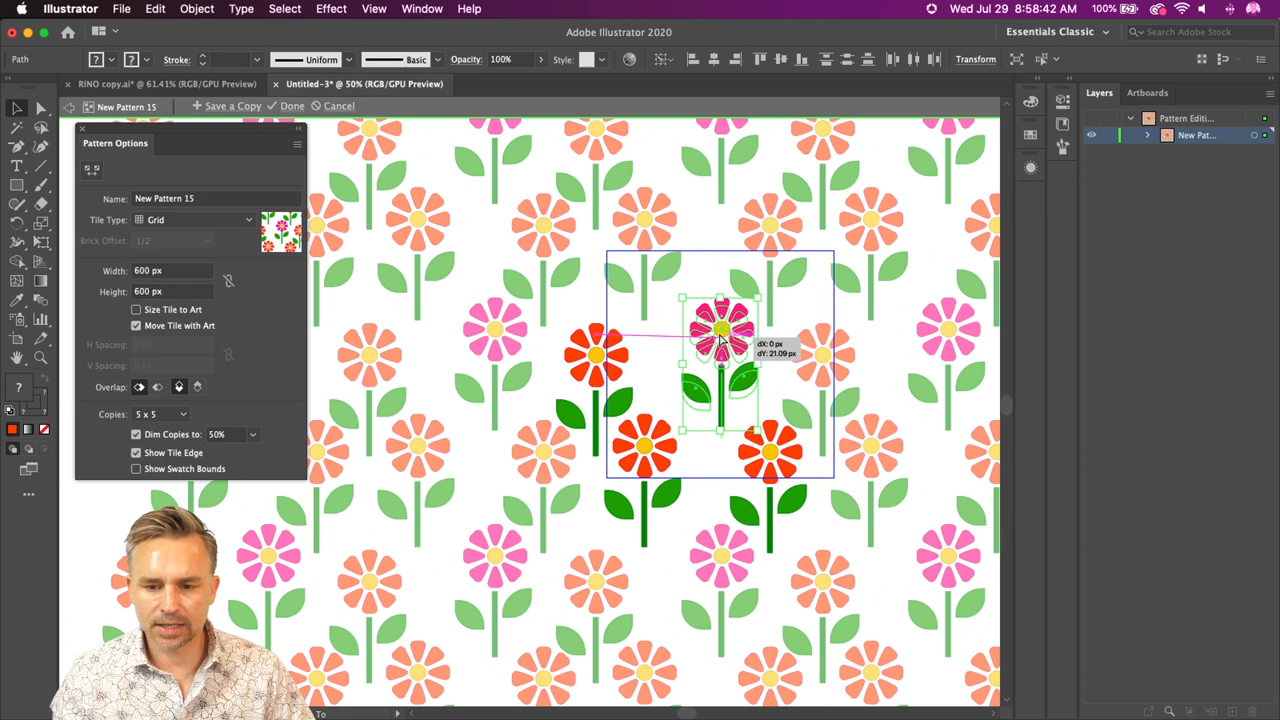 Illustrator File Edit Object Type Select Effect View Window Help 100% Wed Jul 29 8:58:42 AM
Adobe Illustrator 2020 Essentials Classic Search Adobe Stock
Path ? ? Stroke: Uniform Basic Opacity: 100% Style: Transform
× RINO copy.ai* @ 61.41% (RGB/GPU Preview) × Untitled-3* @ 50% (RGB/GPU Preview) Layers Artboards
New Pattern 15 + Save a Copy Done Cancel
Pattern Editi...
New Pat...
Pattern Options
Name: New Pattern 15
Tile Type: Grid
Brick Offset: 1/2
Width: 600 px
Height: 600 px
Size Tile to Art
Move Tile with Art
H Spacing:
V Spacing:
Overlap:
Copies: 5 x 5
Dim Copies to: 50%
Show Tile Edge
Show Swatch Bounds
dX: 0 px
dY: 21.09 px
?
To